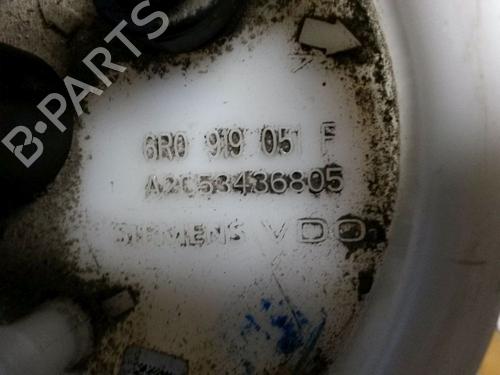 B-PARTS
6R0 919 051 F
A2C53436805
SIEMENS VDO